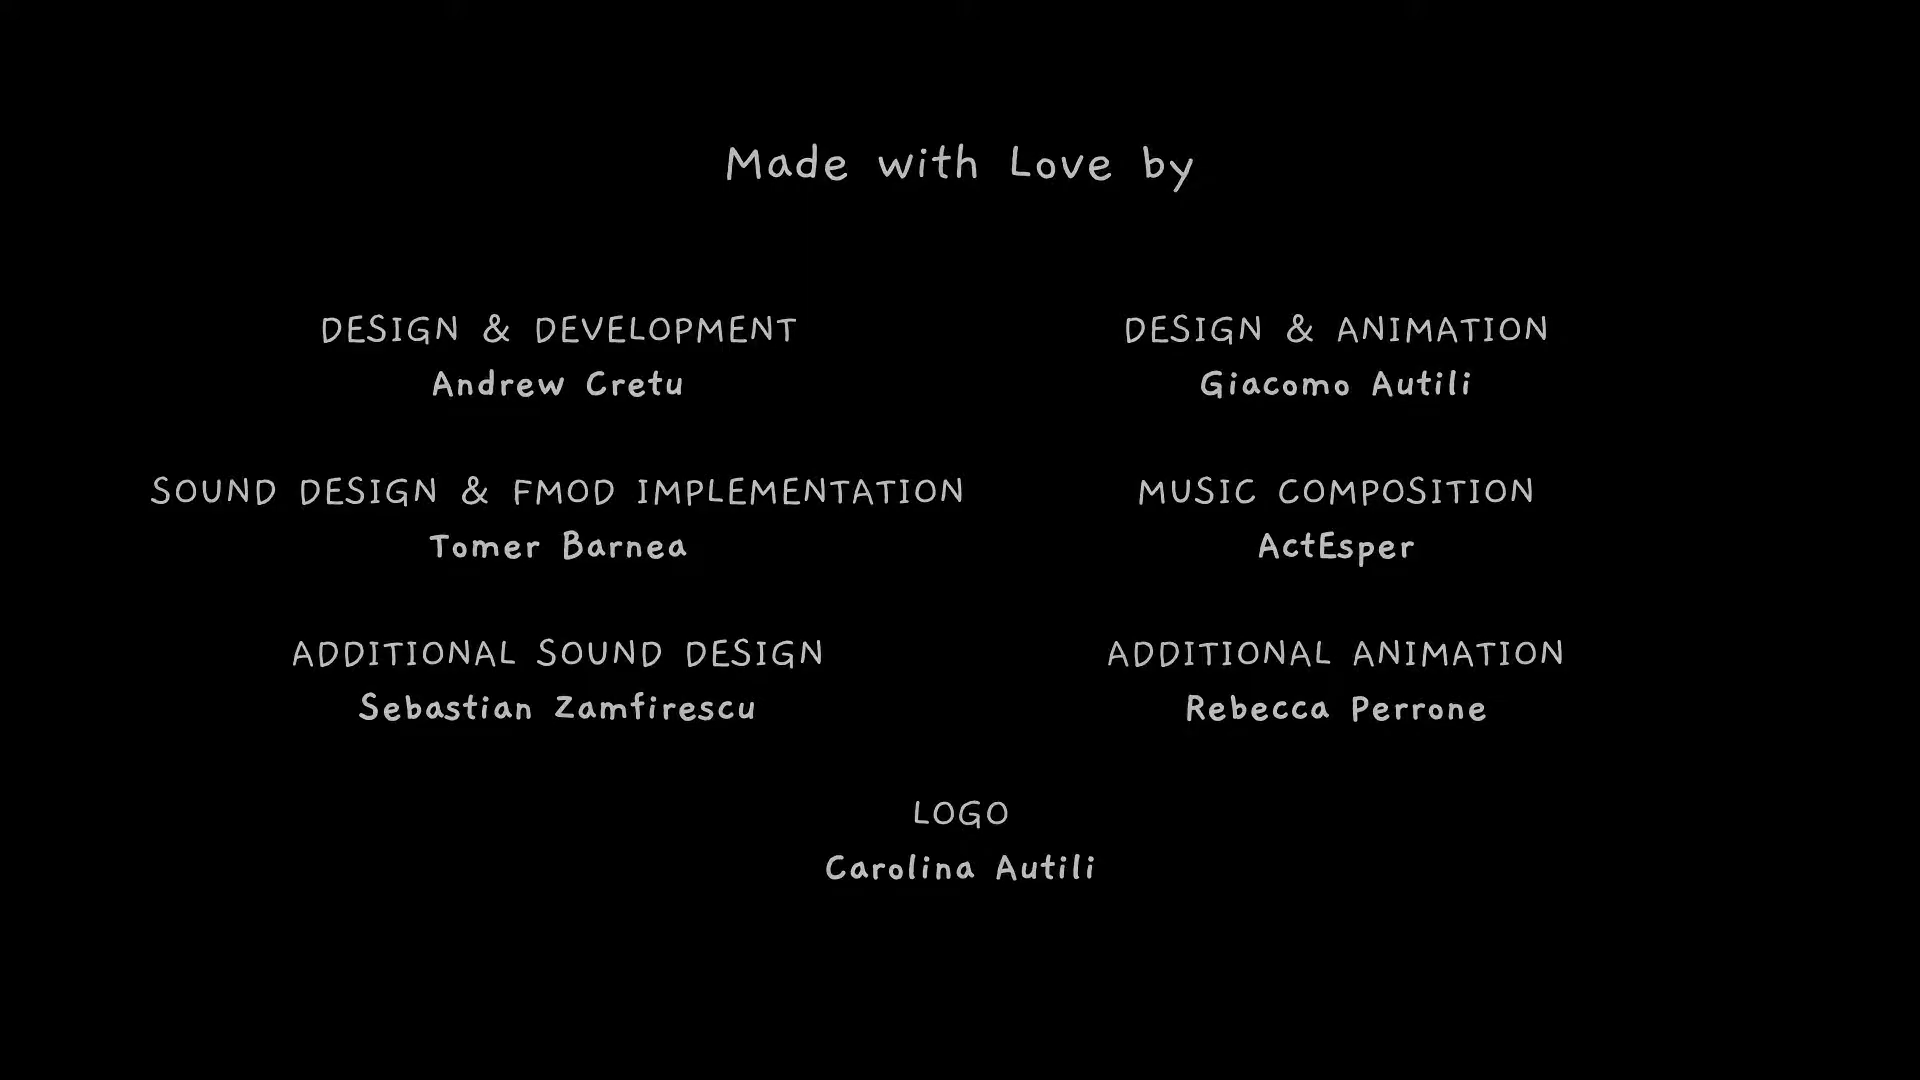 Made with Love by
DESIGN & DEVELOPMENT
Andrew Cretu
DESIGN & ANIMATION
Giacomo Autili
SOUND DESIGN & FMOD IMPLEMENTATION
Tomer Barnea
MUSIC COMPOSITION
ActEsper
ADDITIONAL SOUND DESIGN
Sebastian Zamfirescu
ADDITIONAL ANIMATION
Rebecca Perrone
LOGO
Carolina Autili